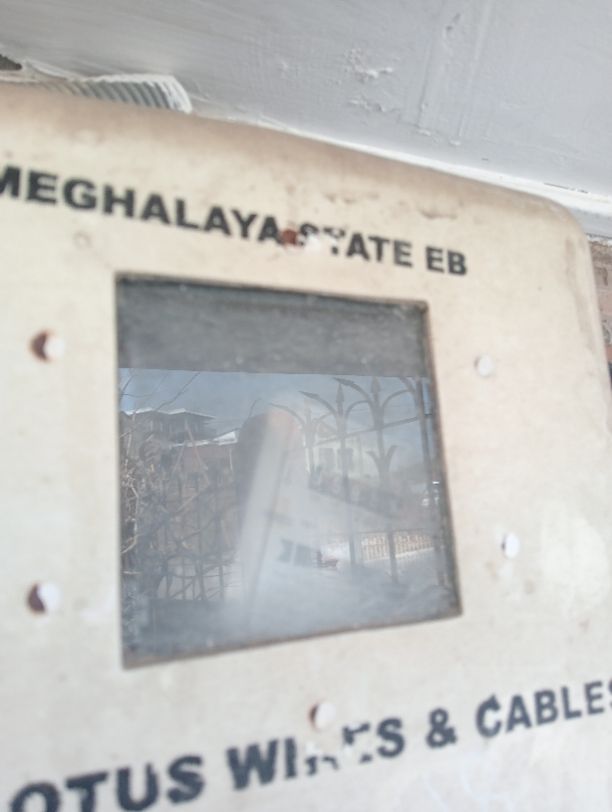 MEGHALAYA STATE EB
OTUS WIRES & CABLES